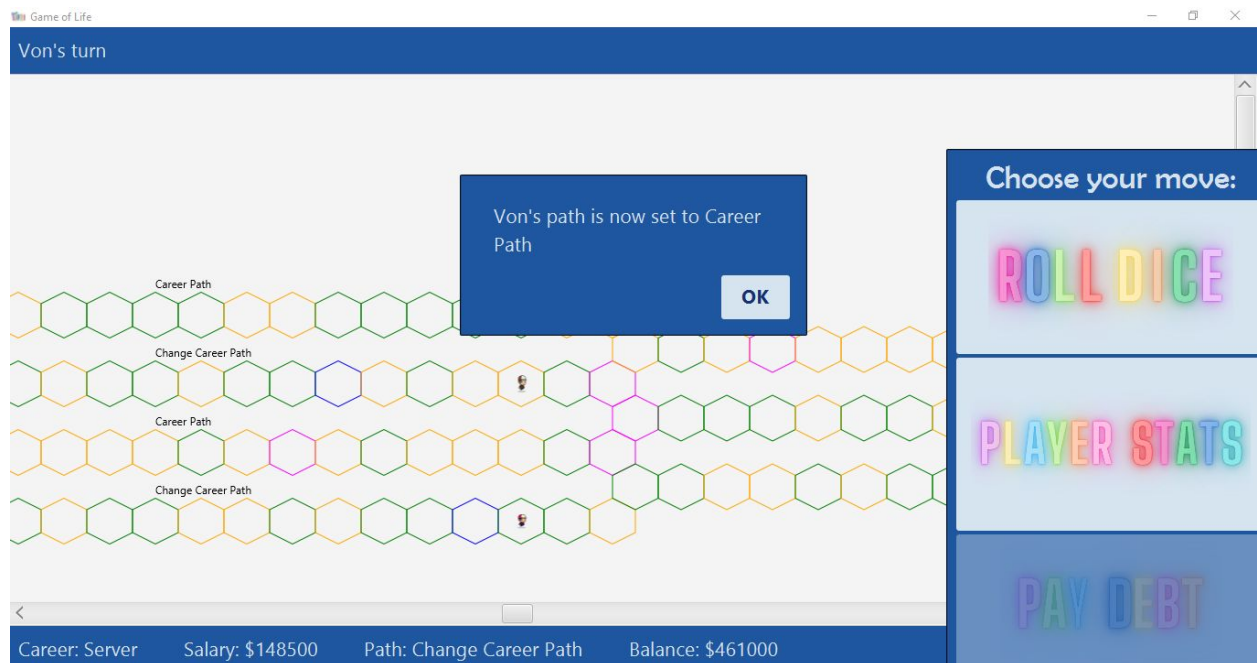 Game of Life
Von's turn
Choose your move:
ROLL DICE
PLAYER STATS
PAY DEBT
Von's path is now set to Career
Path
OK
Career Path
Change Career Path
Career Path
Change Career Path
Career: Server Salary: $148500 Path: Change Career Path Balance: $461000